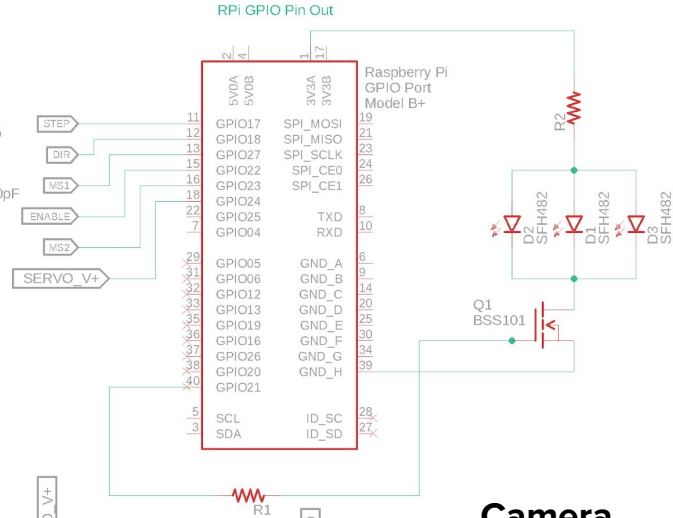 RPi GPIO Pin Out
2 4 1 17
5V0A 5V0B 3V3A 3V3B
Raspberry Pi
GPIO Port
Model B+
STEP
DIR
MS1
ENABLE
MS2
SERVO_V+
0pF
11 GPIO17 SPI_MOSI 19
12 GPIO18 SPI_MISO 21
13 GPIO27 SPI_SCLK 23
15 GPIO22 SPI_CE0 24
16 GPIO23 SPI_CE1 26
18 GPIO24
22 GPIO25 TXD 8
7 GPIO04 RXD 10
29 GPIO05 GND_A 6
31 GPIO06 GND_B 9
32 GPIO12 GND_C 14
33 GPIO13 GND_D 20
35 GPIO19 GND_E 25
36 GPIO16 GND_F 30
37 GPIO26 GND_G 34
38 GPIO20 GND_H 39
40 GPIO21
5 SCL ID_SC 28
3 SDA ID_SD 27
R2
D2
SFH482
D1
SFH482
D3
SFH482
Q1
BSS101
R1
V+
Camera